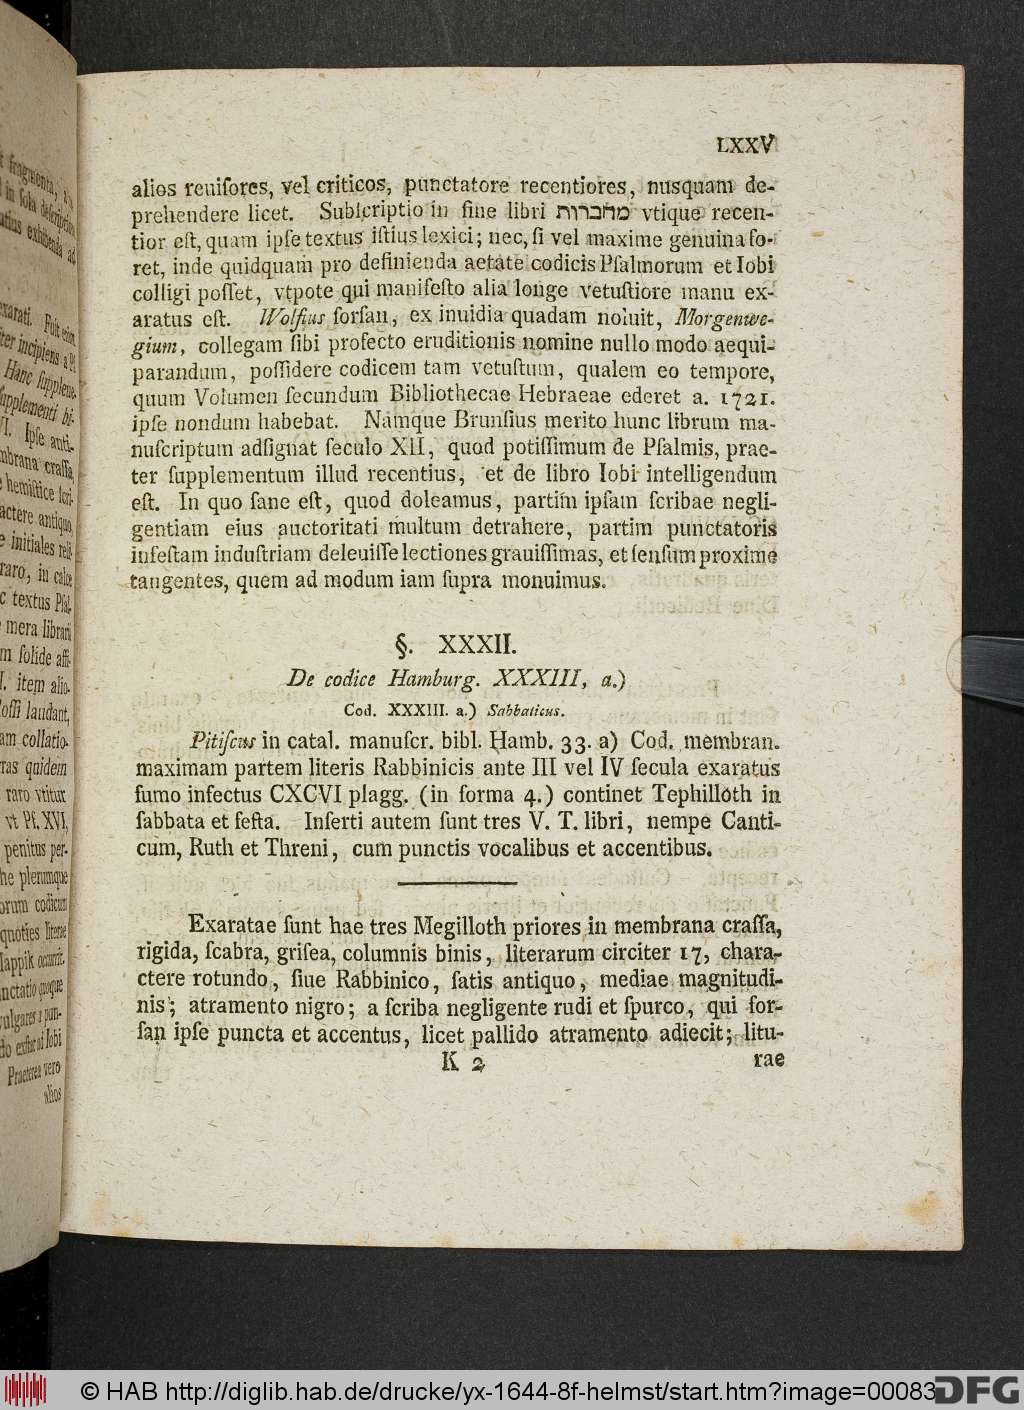 LXXV
alios reuiſores, vel criticos, punctatore recentiores, nusquam de-
prehendere licet. Subſcriptio in fine libri מחברות vtique recen-
tior eſt, quam ipſe textus iſtius lexici; nec, ſi vel maxime genuina fo-
ret, inde quidquam pro definienda aetate codicis Pſalmorum et Iobi
colligi poſſet, vtpote qui manifeſto alia longe vetuſtiore manu ex-
aratus eſt. Wolfius forſan, ex inuidia quadam noluit, Morgenwe-
gium, collegam ſibi profecto eruditionis nomine nullo modo aequi-
parandum, poſſidere codicem tam vetuſtum, qualem eo tempore,
quum Volumen ſecundum Bibliothecae Hebraeae ederet a. 1721.
ipſe nondum habebat. Namque Brunſius merito hunc librum ma-
nuſcriptum adſignat ſeculo XII, quod potiſſimum de Pſalmis, prae-
ter ſupplementum illud recentius, et de libro Iobi intelligendum
eſt. In quo ſane eſt, quod doleamus, partim ipſam ſcribae negli-
gentiam eius auctoritati multum detrahere, partim punctatoris
infeſtam induſtriam deleuiſſe lectiones grauiſſimas, et ſenſum proxime
tangentes, quem ad modum iam ſupra monuimus.
§. XXXII.
De codice Hamburg. XXXIII, a.)
Cod. XXXIII. a.) Sabbaticus.
Pitiſcus in catal. manuſcr. bibl. Hamb. 33. a) Cod. membran.
maximam partem literis Rabbinicis ante III vel IV ſecula exaratus
fumo infectus CXCVI plagg. (in forma 4.) continet Tephilloth in
ſabbata et feſta. Inſerti autem ſunt tres V. T. libri, nempe Canti-
cum, Ruth et Threni, cum punctis vocalibus et accentibus.
Exaratae ſunt hae tres Megilloth priores in membrana craſſa,
rigida, ſcabra, griſea, columnis binis, literarum circiter 17, chara-
ctere rotundo, ſiue Rabbinico, ſatis antiquo, mediae magnitudi-
nis; atramento nigro; a ſcriba negligente rudi et ſpurco, qui for-
ſan ipſe puncta et accentus, licet pallido atramento adiecit; litu-
K 2
rae
© HAB http://diglib.hab.de/drucke/yx-1644-8f-helmst/start.htm?image=00083
DFG